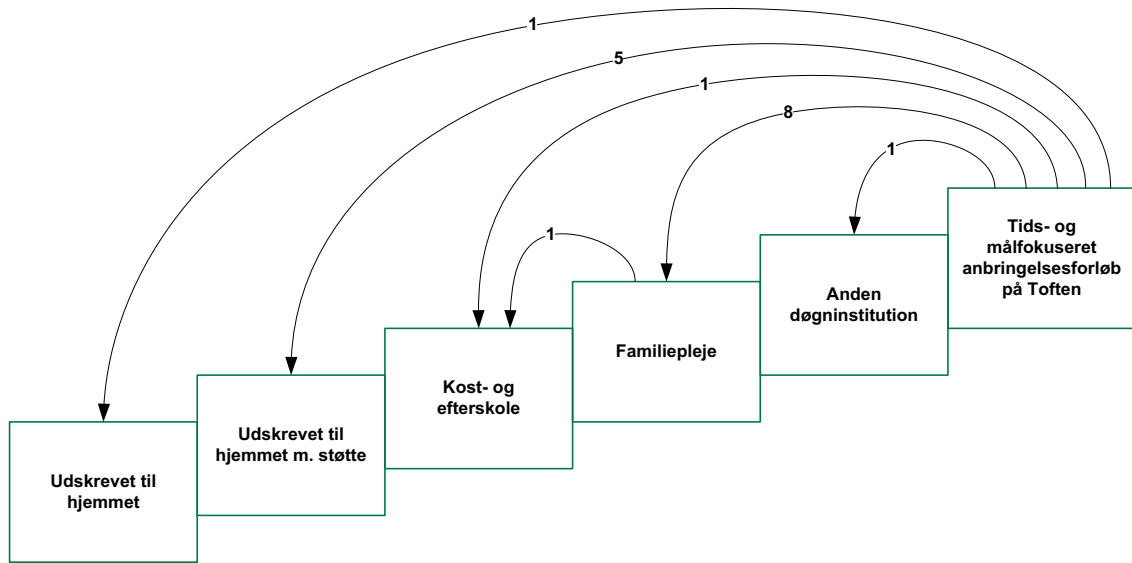 1
5
1
8
1
1
Tids- og
målfokuseret
anbringelsesforløb
på Toften
Anden
døgninstitution
Familiepleje
Kost- og
efterskole
Udskrevet til
hjemmet m. støtte
Udskrevet til
hjemmet